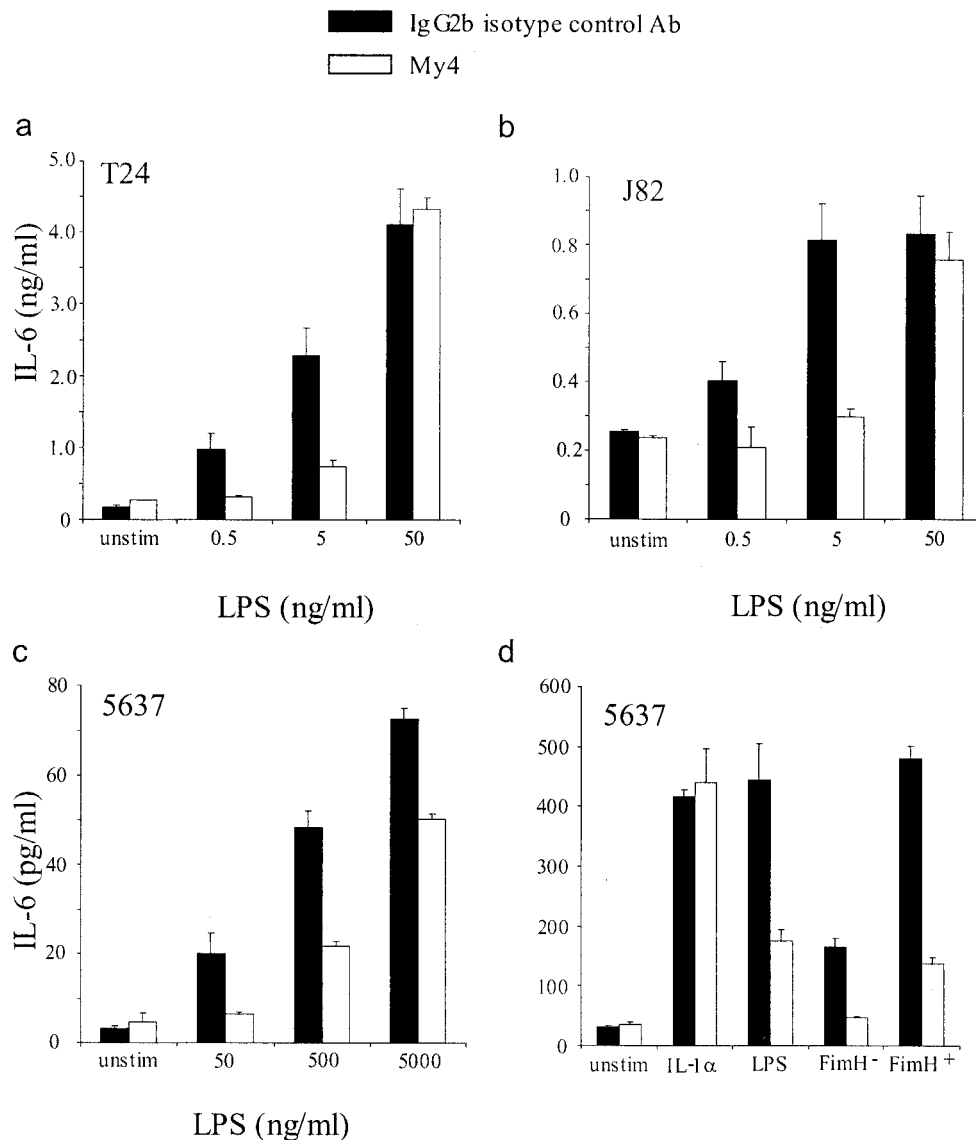 IgG2b isotype control Ab
My4
a
T24
5.0
4.0
3.0
2.0
1.0
0
IL-6 (ng/ml)
unstim 0.5 5 50
LPS (ng/ml)
b
J82
1.0
0.8
0.6
0.4
0.2
0
unstim 0.5 5 50
LPS (ng/ml)
c
5637
80
60
40
20
0
IL-6 (pg/ml)
unstim 50 500 5000
LPS (ng/ml)
d
5637
600
500
400
300
200
100
0
unstim IL-1α LPS FimH- FimH+